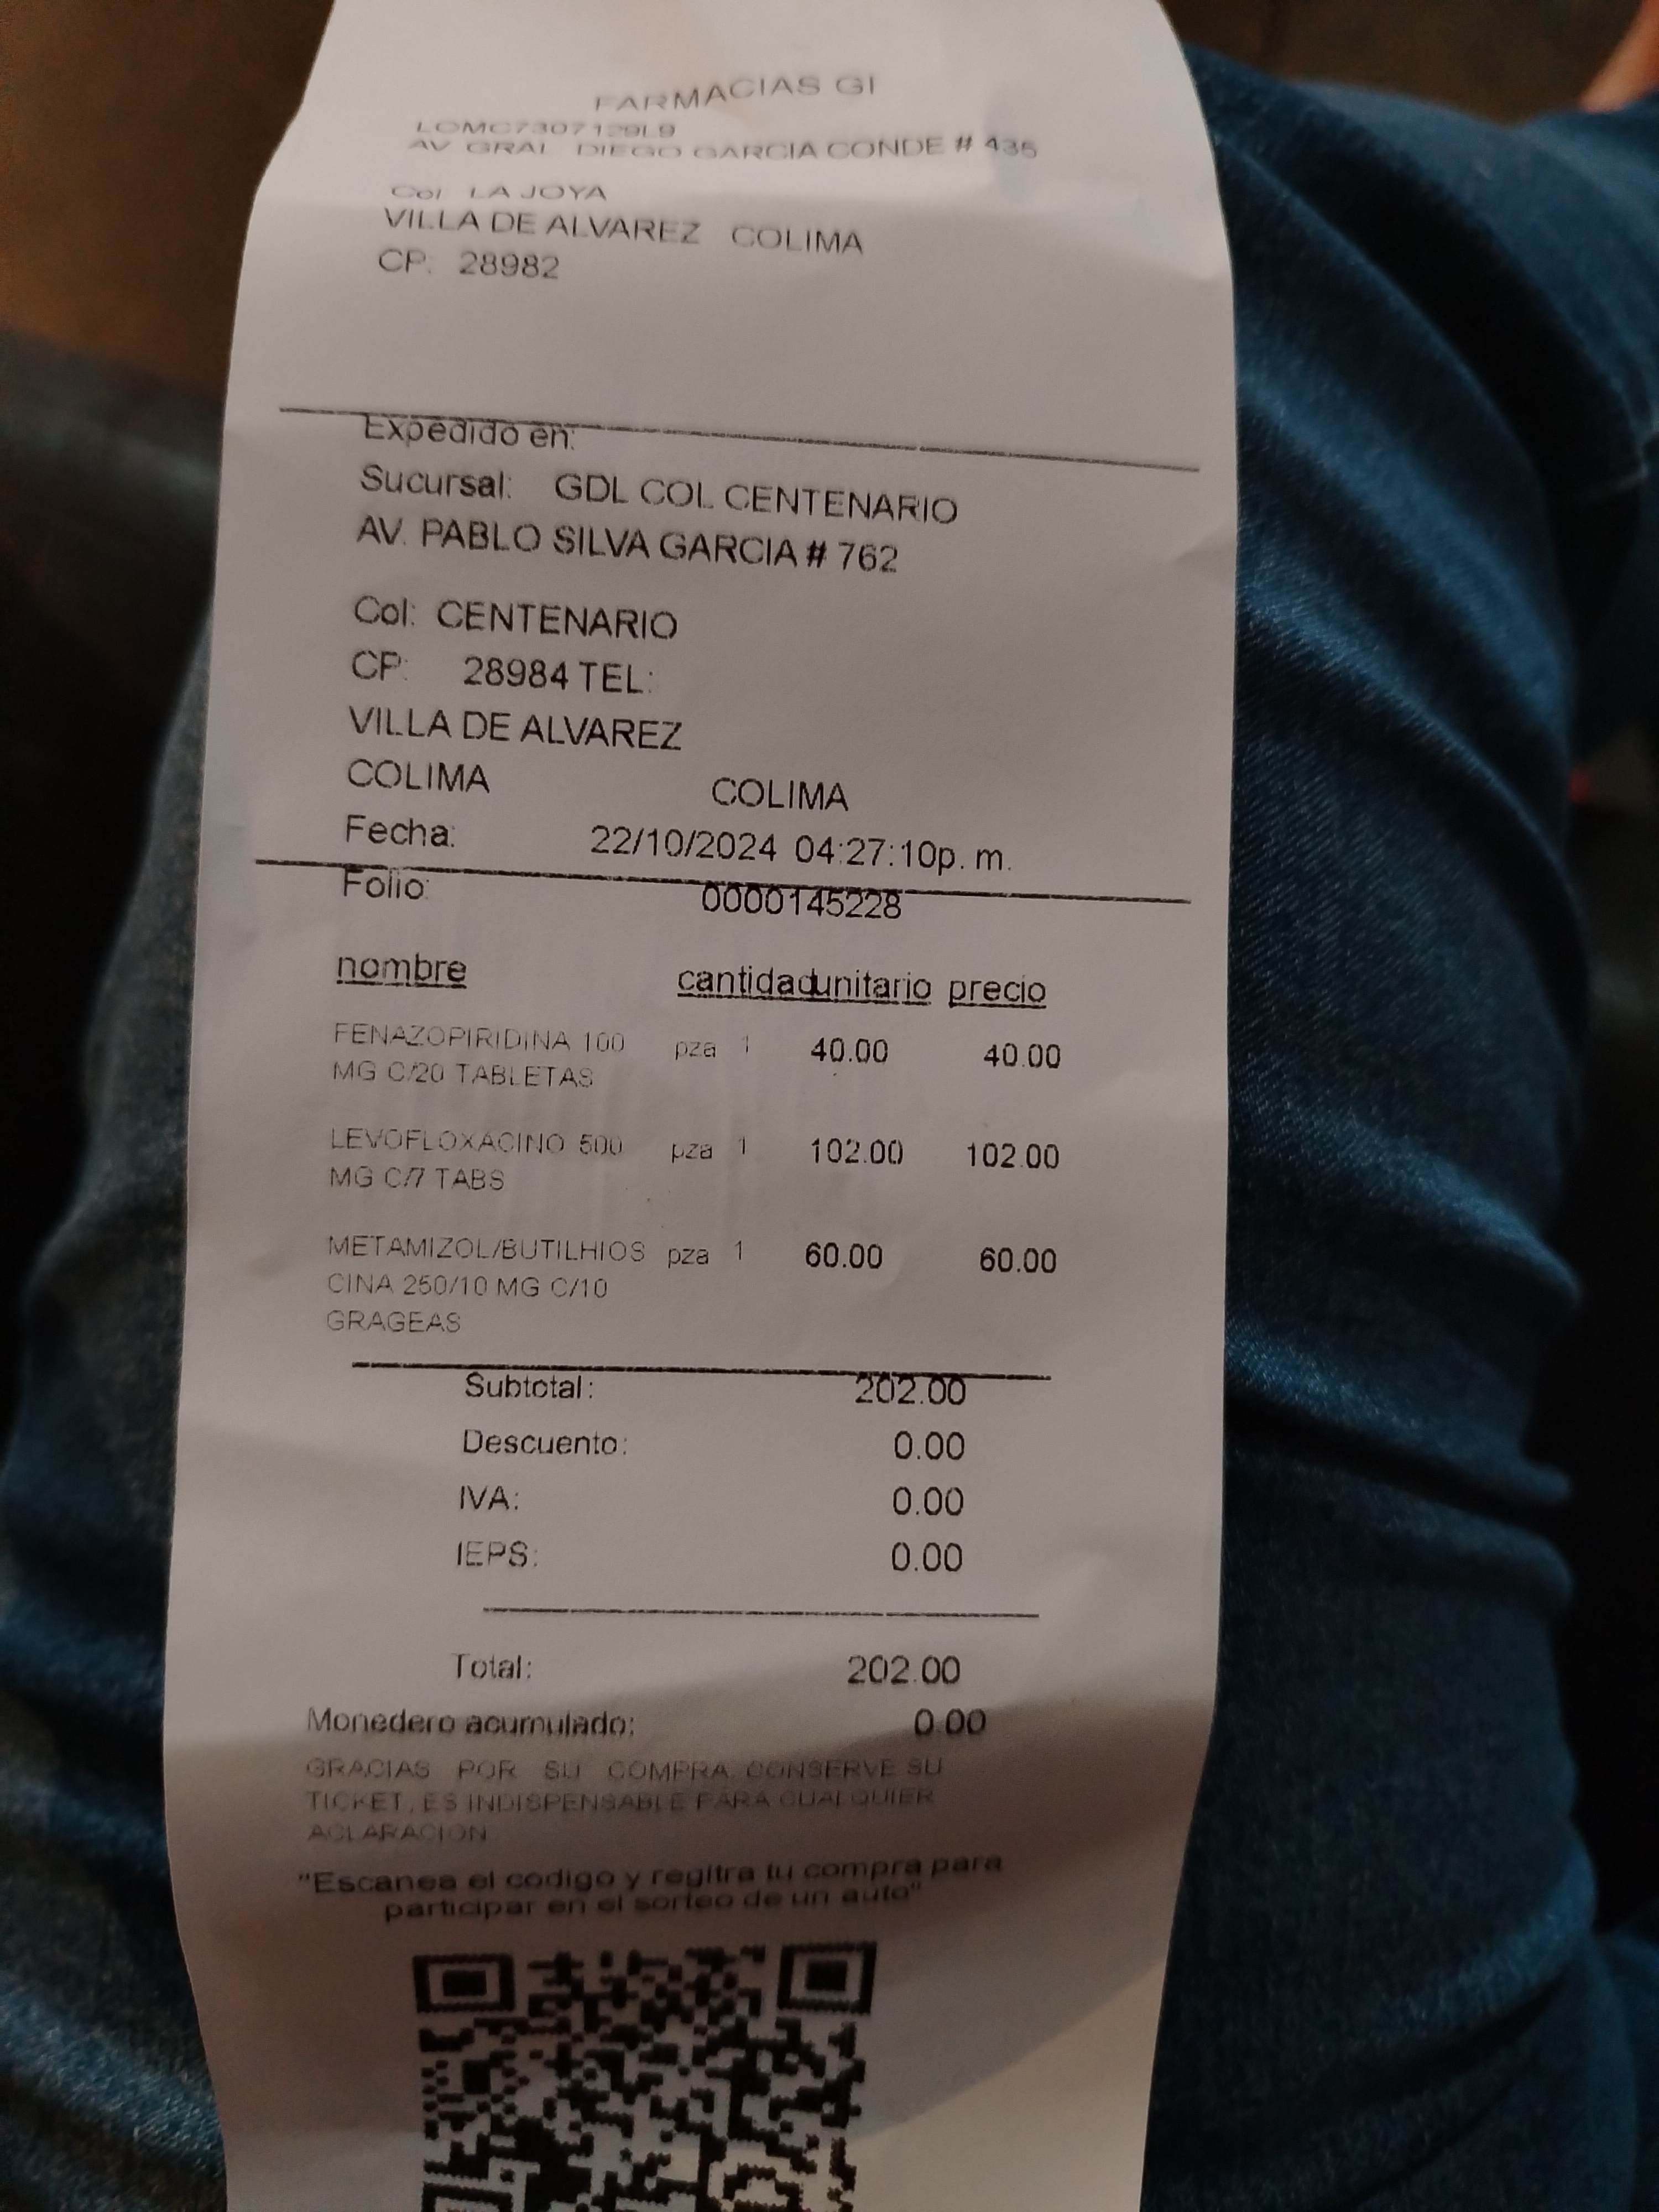 FARMACIAS GI
LOMC7307129L9
AV GRAL DIEGO GARCIA CONDE # 435
Col LA JOYA
VILLA DE ALVAREZ COLIMA
CP. 28982
Expedido en:
Sucursal: GDL COL CENTENARIO
AV. PABLO SILVA GARCIA # 762
Col: CENTENARIO
CP: 28984 TEL:
VILLA DE ALVAREZ
COLIMA COLIMA
Fecha: 22/10/2024 04:27:10p. m.
Folio: 0000145228
nombre cantidad unitario precio
FENAZOPIRIDINA 100 pza 1 40.00 40.00
MG C/20 TABLETAS
LEVOFLOXACINO 500 pza 1 102.00 102.00
MG C/7 TABS
METAMIZOL/BUTILHIOS pza 1 60.00 60.00
CINA 250/10 MG C/10
GRAGEAS
Subtotal: 202.00
Descuento: 0.00
IVA: 0.00
IEPS: 0.00
Total: 202.00
Monedero acumulado: 0.00
GRACIAS POR SU COMPRA. CONSERVE SU
TICKET, ES INDISPENSABLE PARA CUALQUIER
ACLARACION
"Escanea el codigo y regitra tu compra para
participar en el sorteo de un auto"